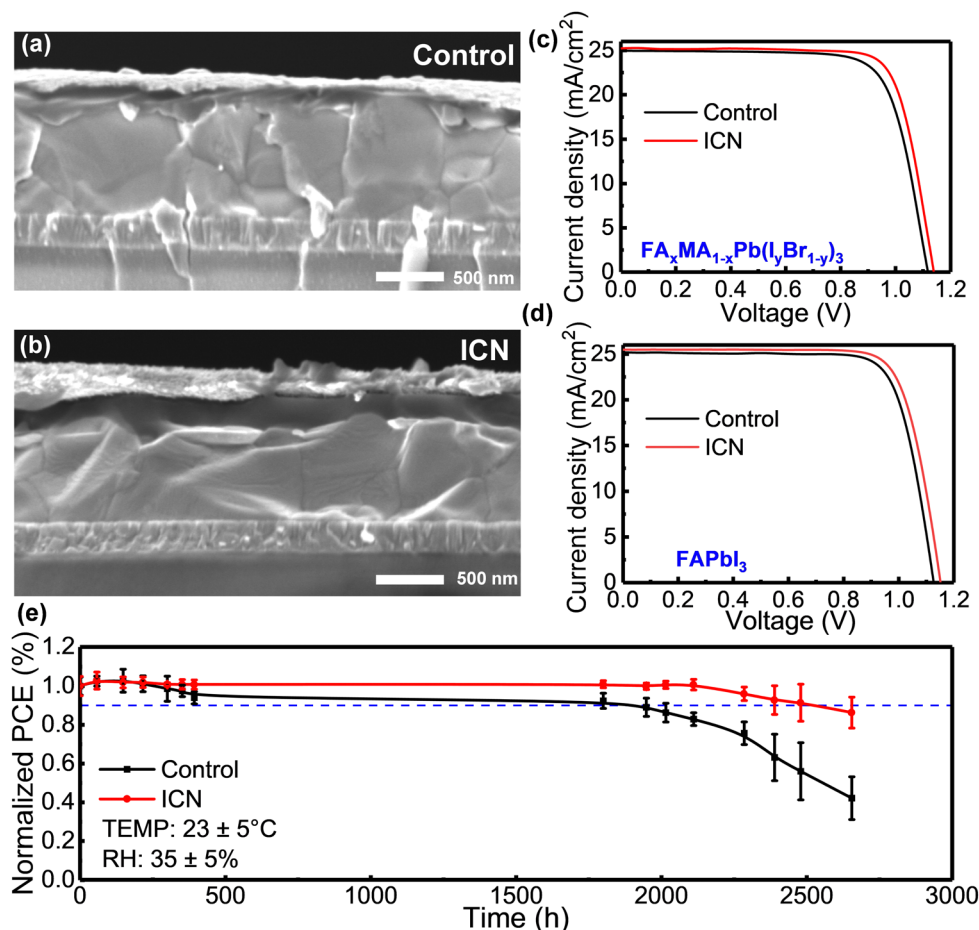 (a)
Control
500 nm
(b)
ICN
500 nm
(c)
Current density (mA/cm²)
25
20
15
10
5
0
Control
ICN
FAₓMA₁₋ₓPb(IᵧBr₁₋ᵧ)₃
0.0 0.2 0.4 0.6 0.8 1.0 1.2
Voltage (V)
(d)
Current density (mA/cm²)
25
20
15
10
5
0
Control
ICN
FAPbI₃
0.0 0.2 0.4 0.6 0.8 1.0 1.2
Voltage (V)
(e)
Normalized PCE (%)
1.2
1.0
0.8
0.6
0.4
0.2
0.0
Control
ICN
TEMP: 23 ± 5°C
RH: 35 ± 5%
0 500 1000 1500 2000 2500 3000
Time (h)